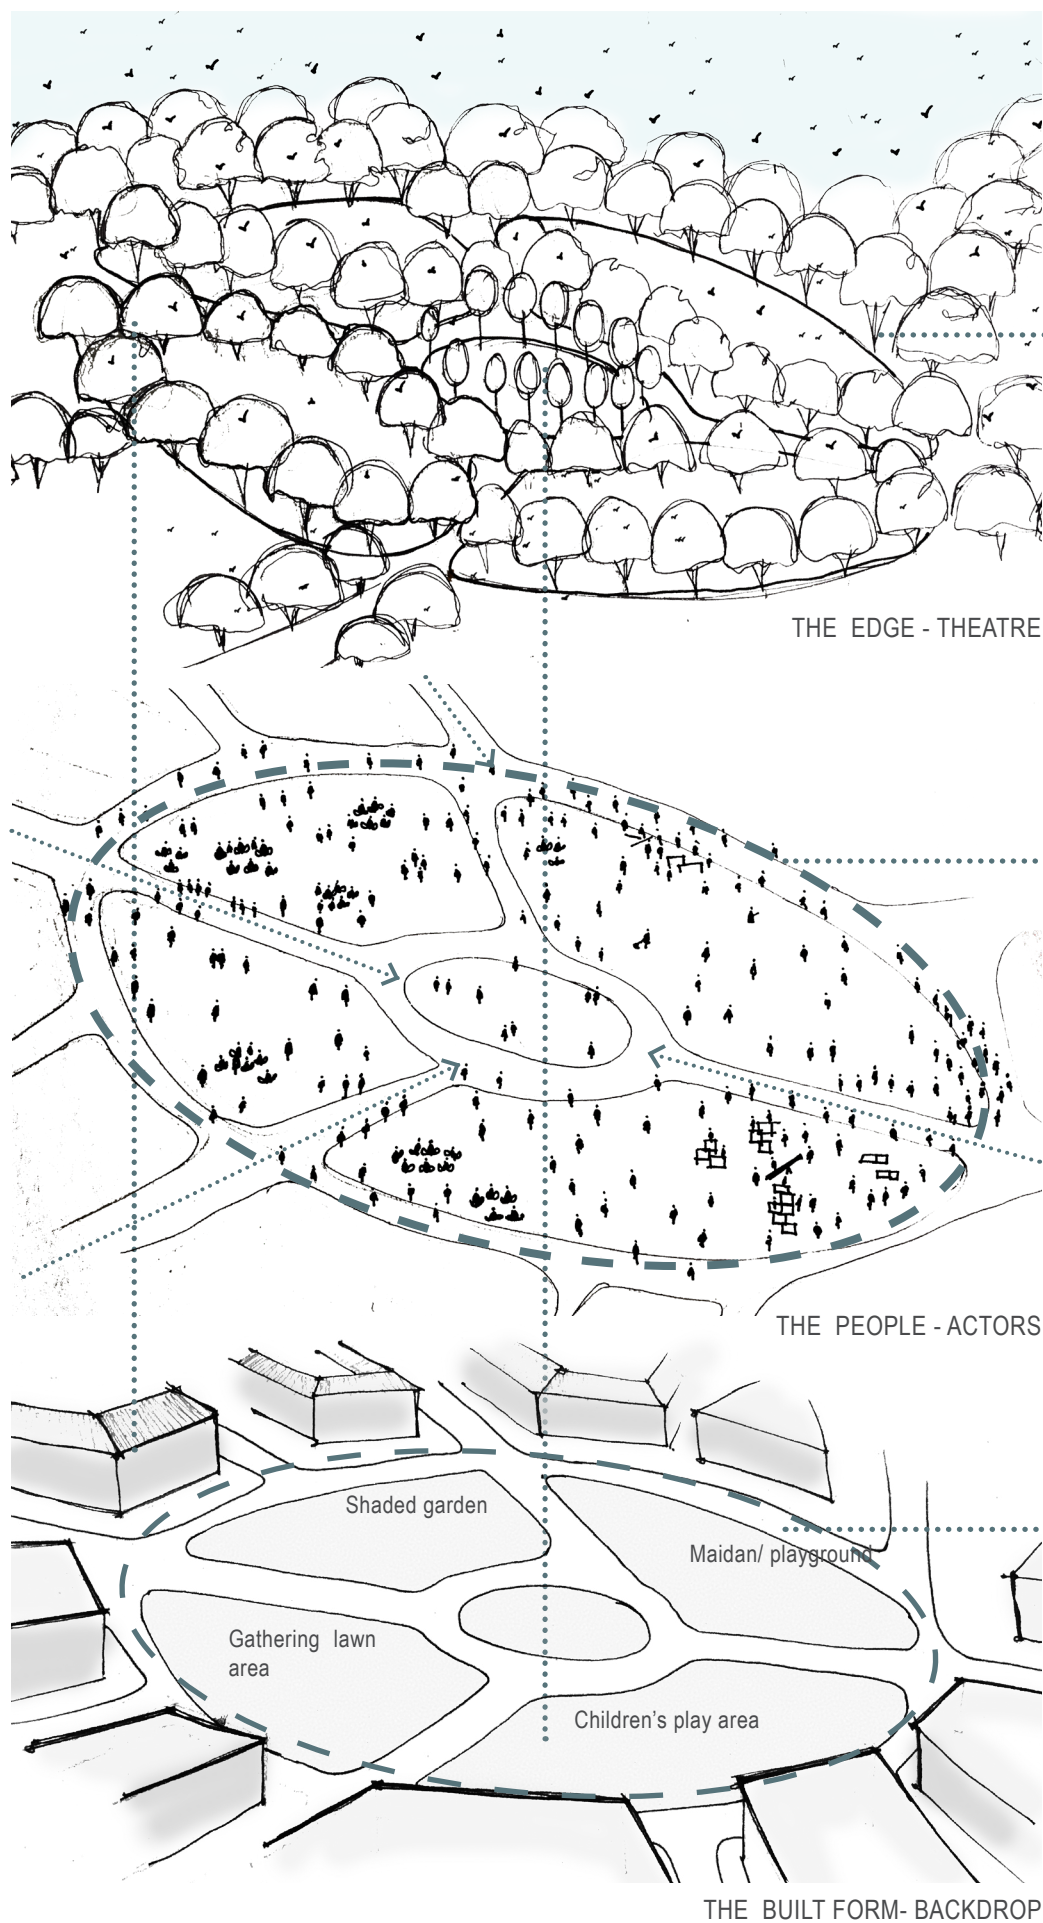 THE EDGE - THEATRE
THE PEOPLE - ACTORS
Shaded garden
Maidan/ playground
Gathering lawn
area
Children's play area
THE BUILT FORM- BACKDROP